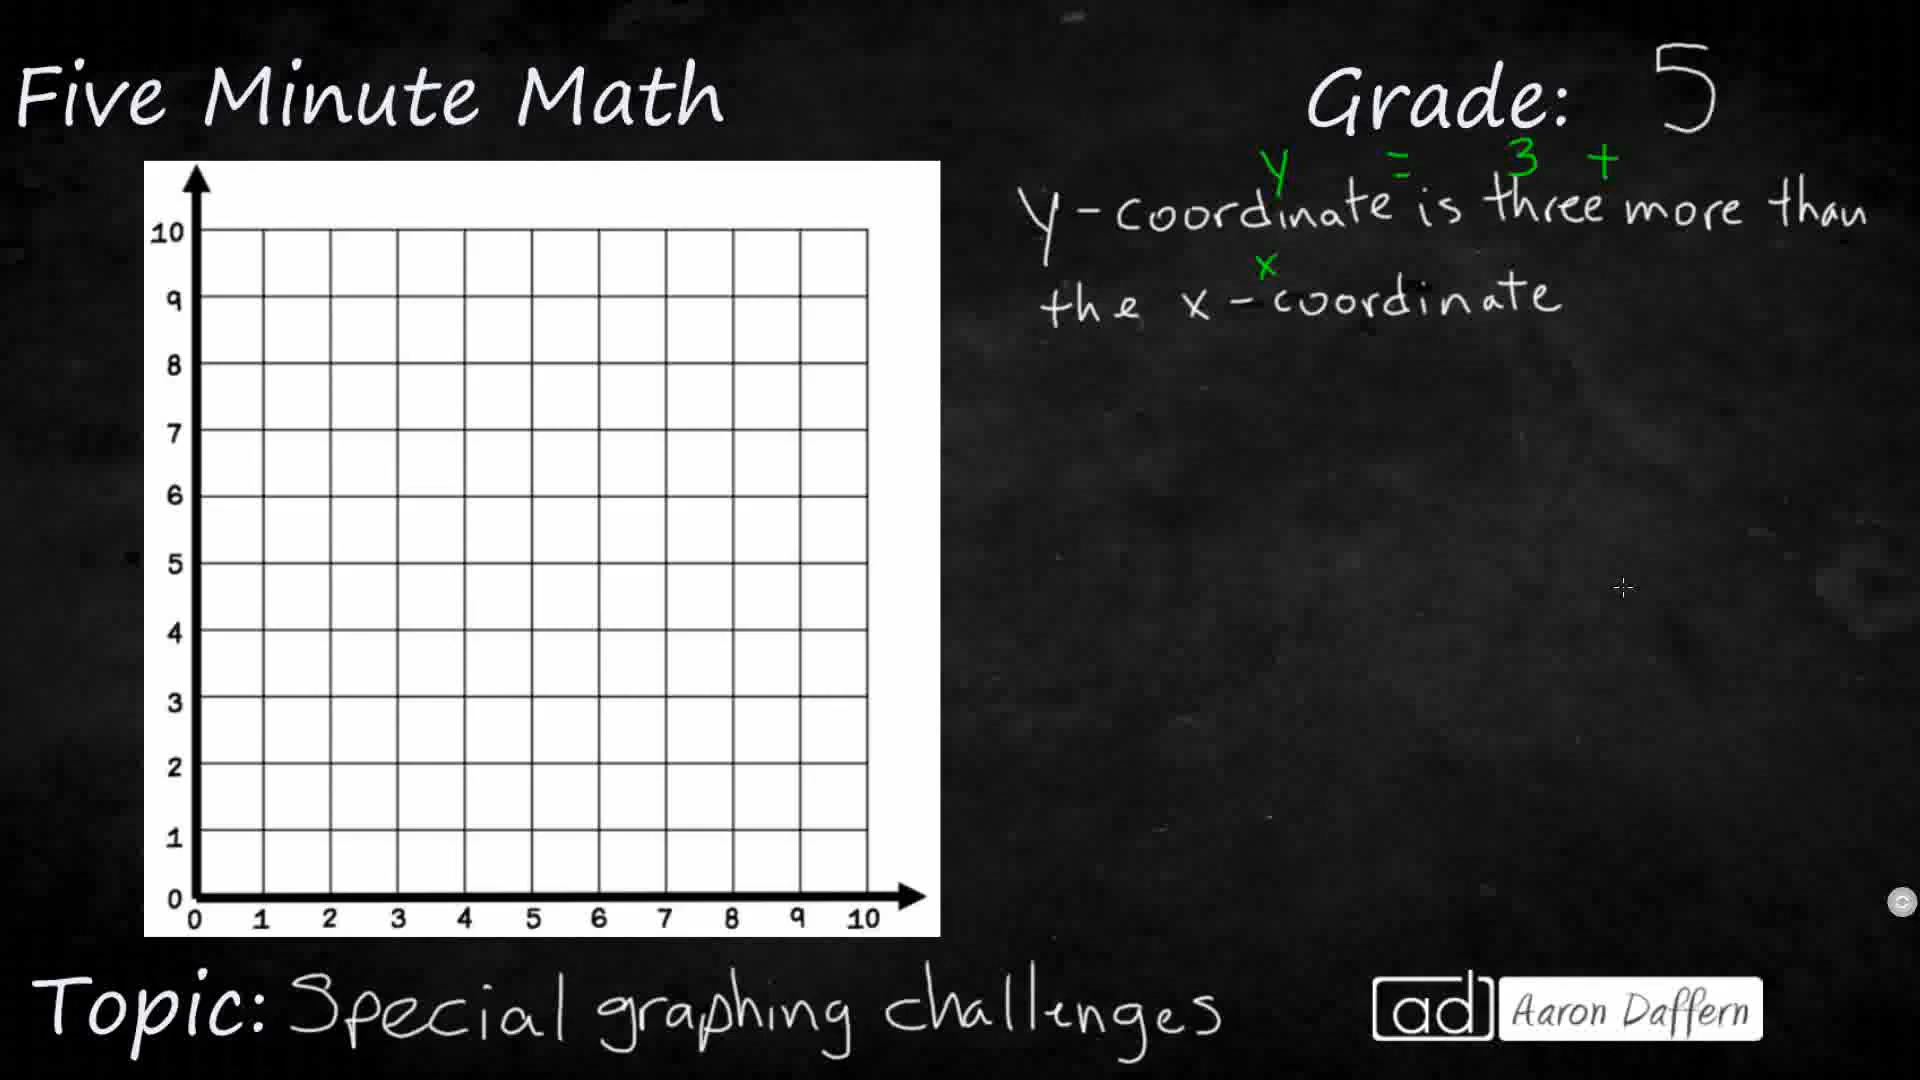 Five Minute Math
Grade: 5
y = 3 +
y-coordinate is three more than
x
the x-coordinate
10
9
8
7
6
5
4
3
2
1
0
0 1 2 3 4 5 6 7 8 9 10
Topic: Special graphing challenges
ad Aaron Daffern